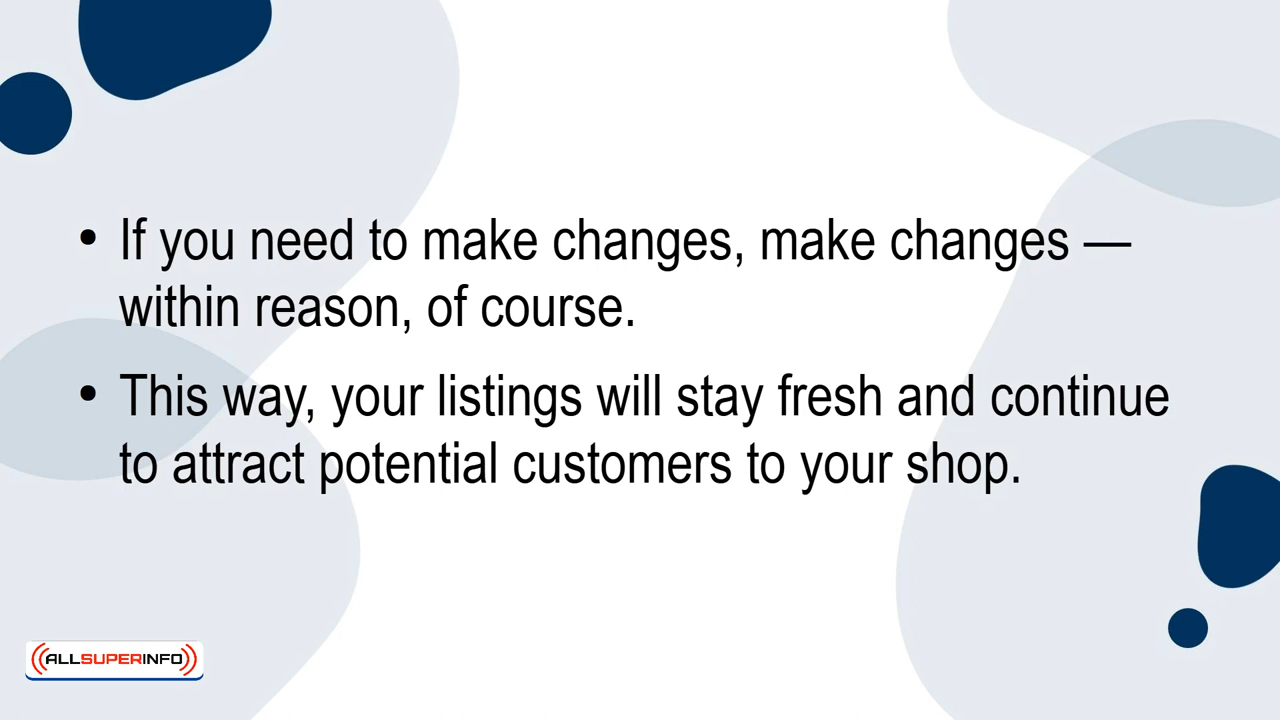 • If you need to make changes, make changes —
within reason, of course.
• This way, your listings will stay fresh and continue
to attract potential customers to your shop.
ALLSUPERINFO